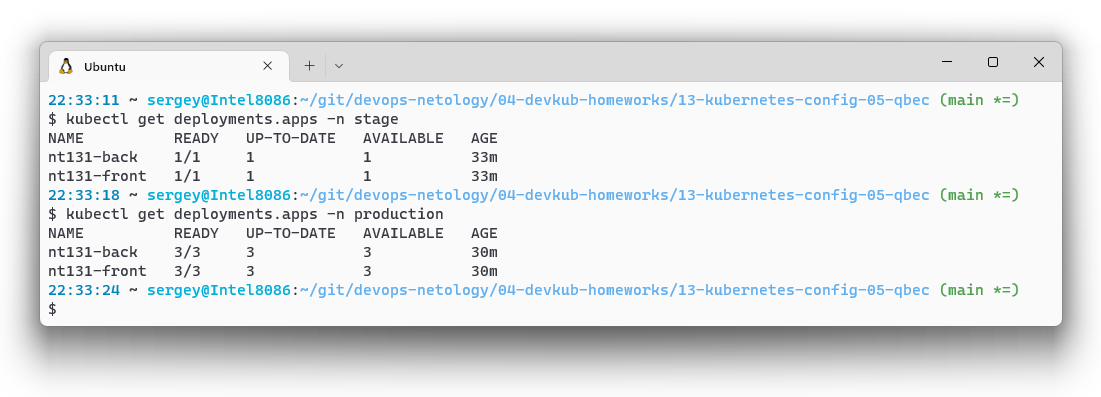 Ubuntu
22:33:11 ~ sergey@Intel8086:~/git/devops-netology/04-devkub-homeworks/13-kubernetes-config-05-qbec (main *=)
$ kubectl get deployments.apps -n stage
NAME          READY   UP-TO-DATE   AVAILABLE   AGE
nt131-back    1/1     1            1           33m
nt131-front   1/1     1            1           33m
22:33:18 ~ sergey@Intel8086:~/git/devops-netology/04-devkub-homeworks/13-kubernetes-config-05-qbec (main *=)
$ kubectl get deployments.apps -n production
NAME          READY   UP-TO-DATE   AVAILABLE   AGE
nt131-back    3/3     3            3           30m
nt131-front   3/3     3            3           30m
22:33:24 ~ sergey@Intel8086:~/git/devops-netology/04-devkub-homeworks/13-kubernetes-config-05-qbec (main *=)
$